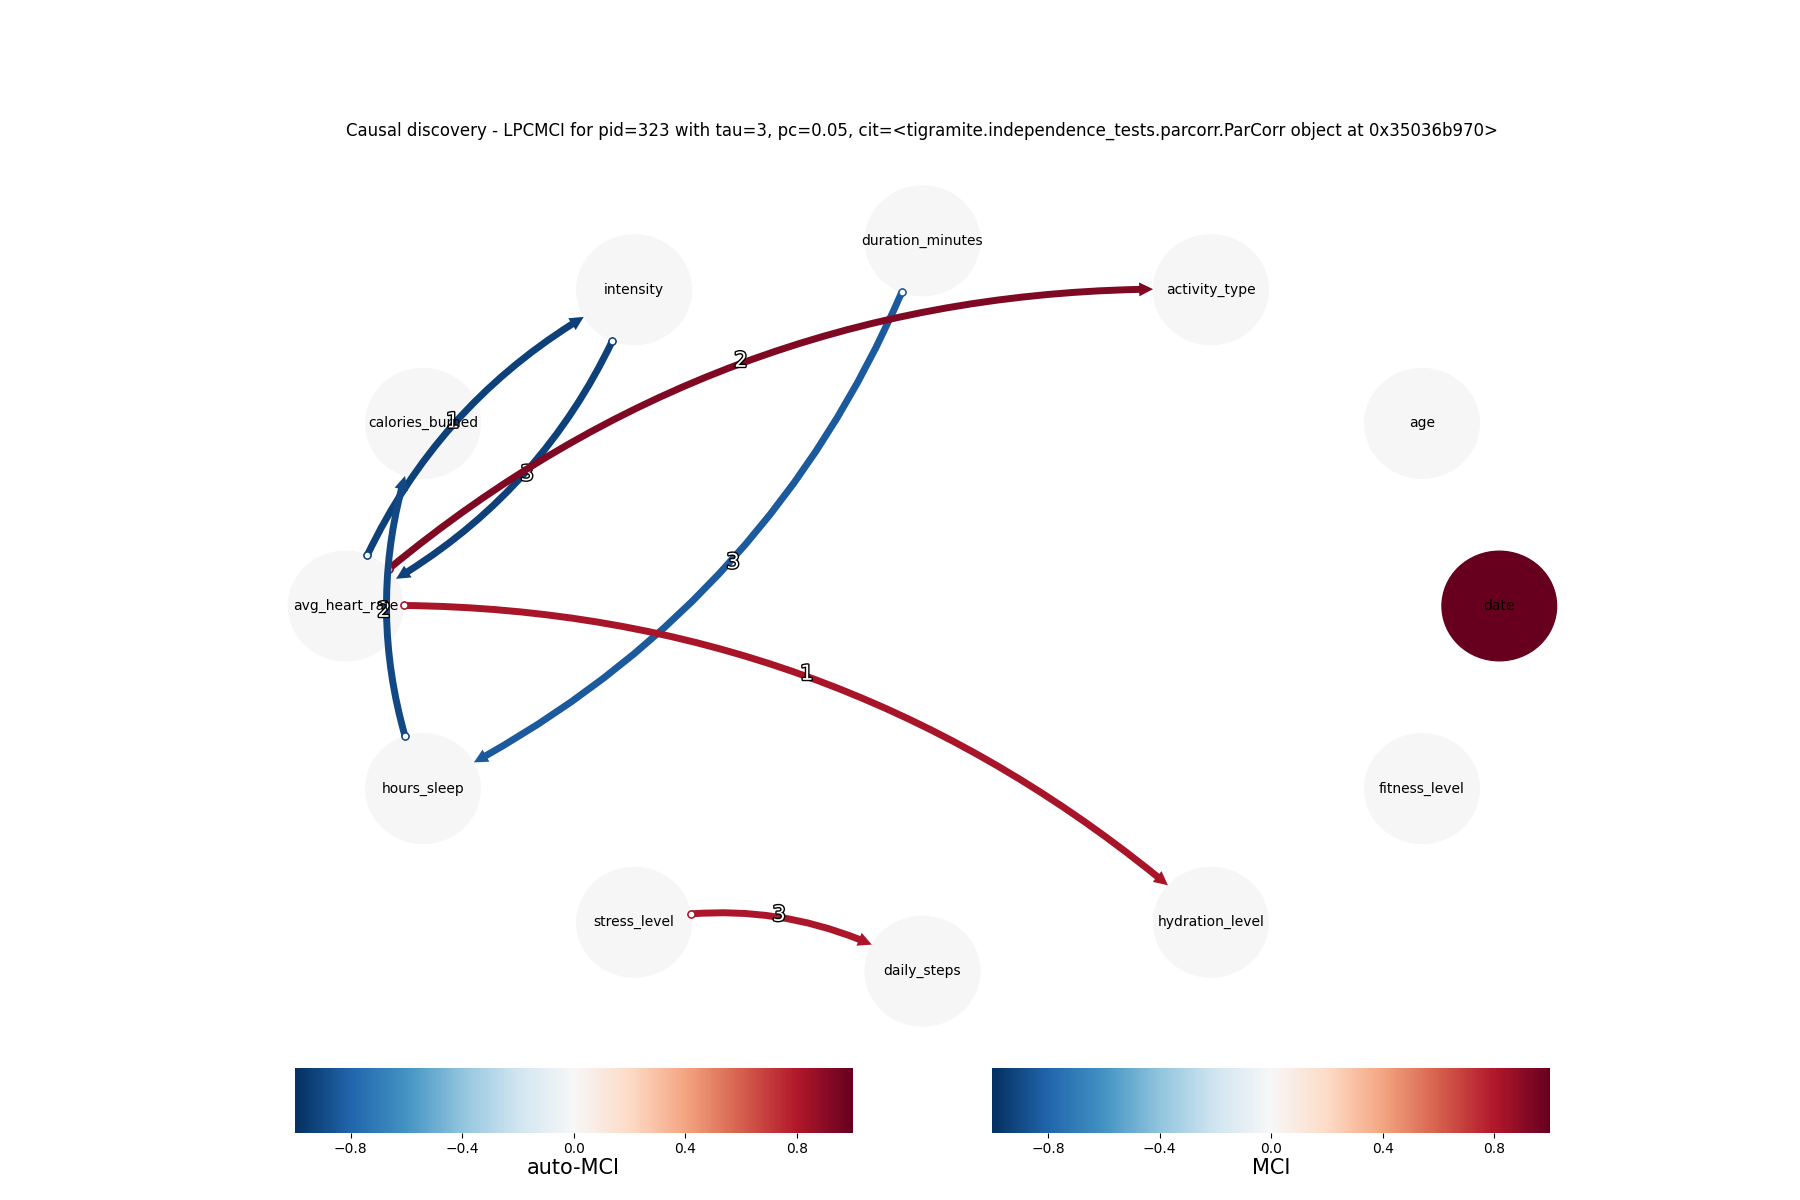 Causal discovery - LPCMCI for pid=323 with tau=3, pc=0.05, cit=<tigramite.independence_tests.parcorr.ParCorr object at 0x35036b970>
duration_minutes
intensity
activity_type
2
calories_burned
1
age
3
3
avg_heart_rate
2
date
1
hours_sleep
fitness_level
stress_level
3
hydration_level
daily_steps
−0.8 −0.4 0.0 0.4 0.8
auto-MCI
−0.8 −0.4 0.0 0.4 0.8
MCI